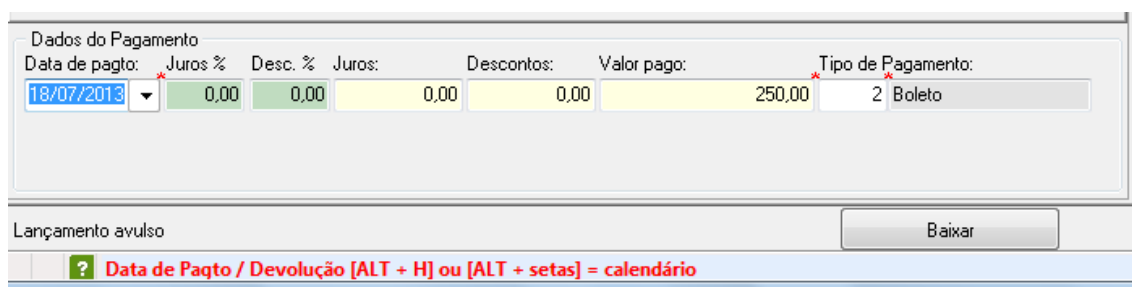 Dados do Pagamento
Data de pagto: Juros % Desc. % Juros: Descontos: Valor pago: Tipo de Pagamento:
18/07/2013 * 0,00 0,00 0,00 0,00 250,00 * 2 * Boleto
Lançamento avulso Baixar
? Data de Paqto / Devolução [ALT + H] ou [ALT + setas] = calendário